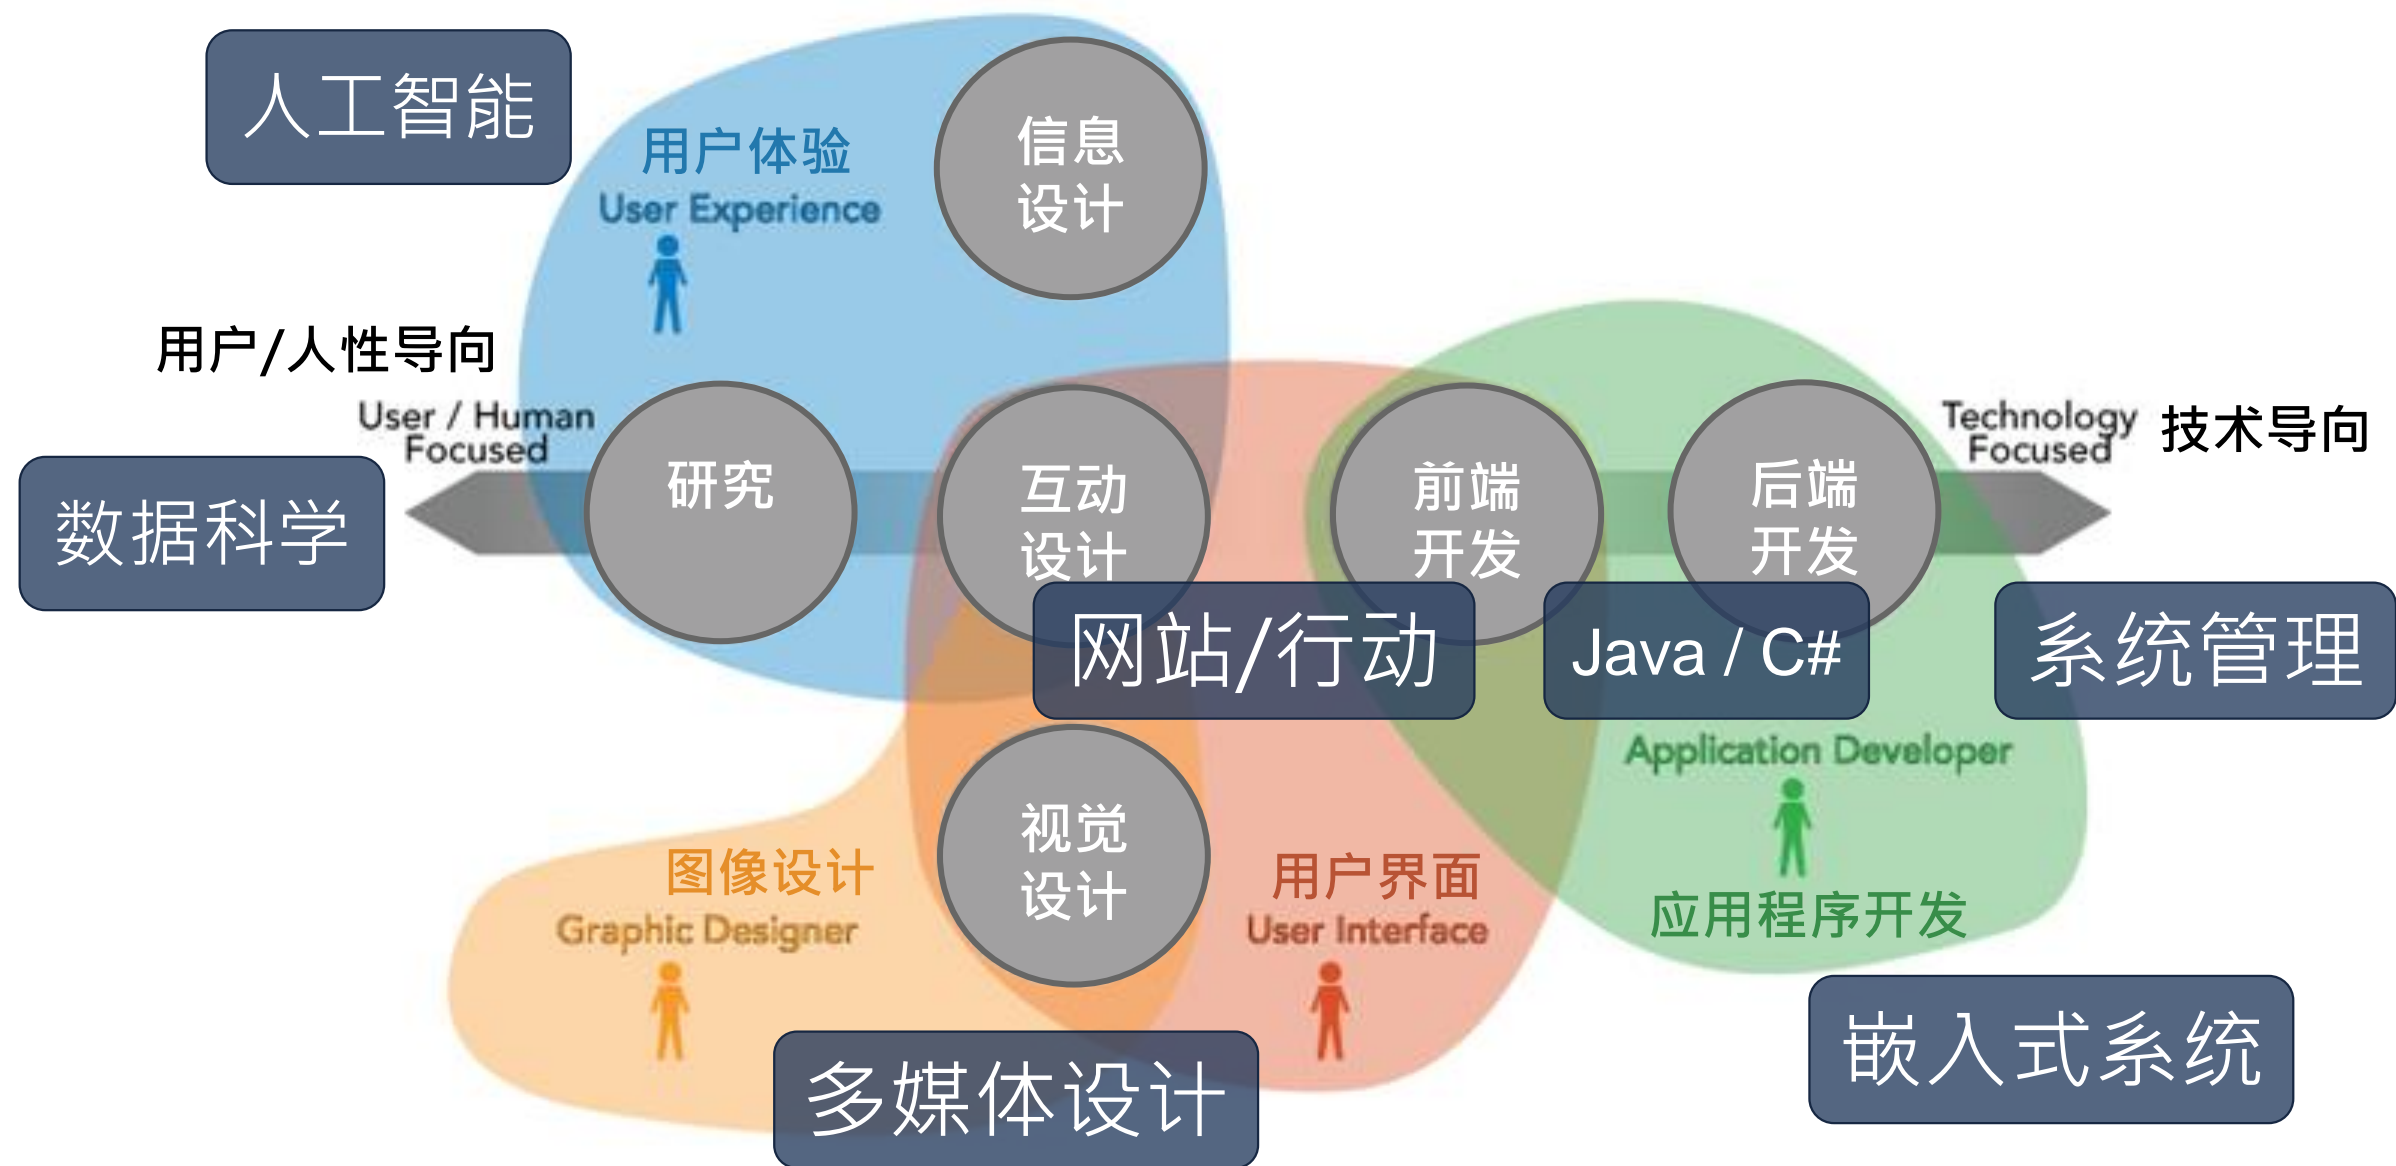 人工智能
信息
设计
用户体验
User Experience
用户/人性导向
User / Human
Focused
Technology
Focused
技术导向
研究
互动
设计
前端
开发
后端
开发
数据科学
网站/行动
Java / C#
系统管理
Application Developer
应用程序开发
视觉
设计
图像设计
Graphic Designer
用户界面
User Interface
多媒体设计
嵌入式系统